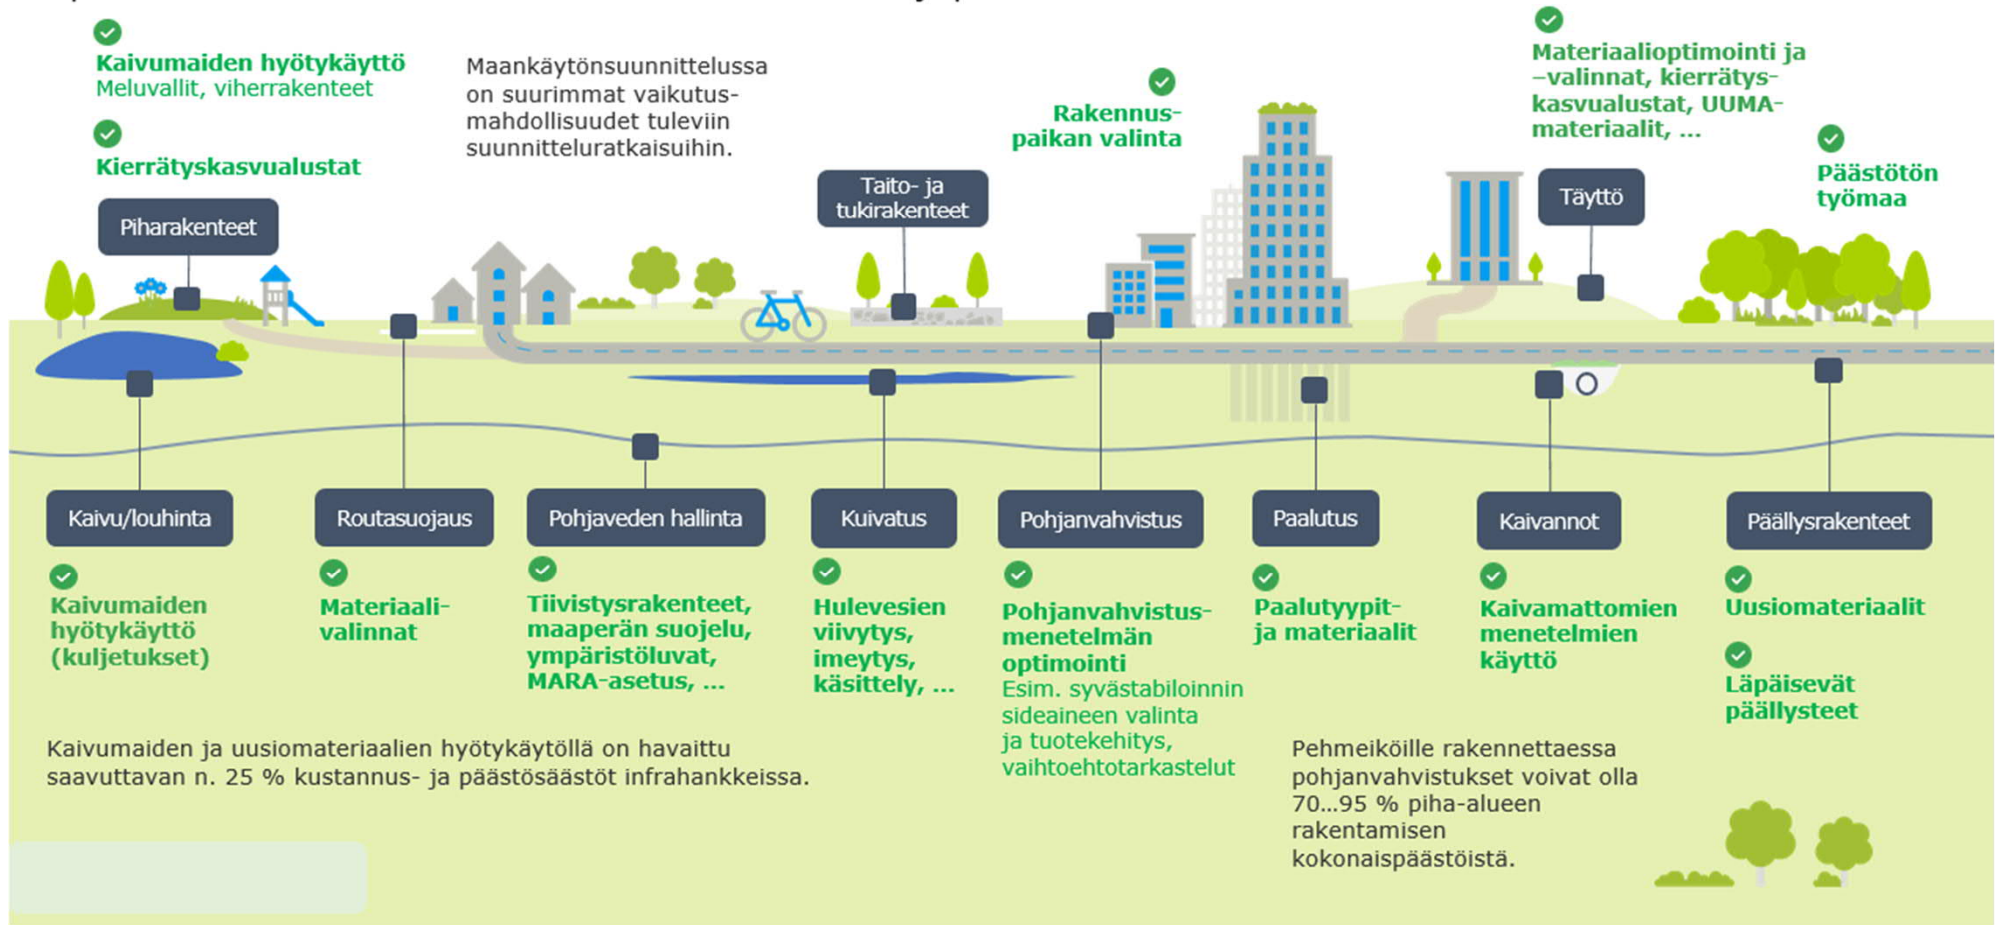 Kaivumaiden hyötykäyttö
Meluvallit, viherrakenteet
Kierrätyskasvualustat
Piharakenteet
Maankäytönsuunnittelussa
on suurimmat vaikutus-
mahdollisuudet tuleviin
suunnitteluratkaisuihin.
Taito- ja
tukirakenteet
Rakennus-
paikan valinta
Materiaalioptimointi ja
–valinnat, kierrätys-
kasvualustat, UUMA-
materiaalit, ...
Täyttö
Päästötön
työmaa
Kaivu/louhinta
Kaivumaiden
hyötykäyttö
(kuljetukset)
Routasuojaus
Materiaali-
valinnat
Pohjaveden hallinta
Tiivistysrakenteet,
maaperän suojelu,
ympäristöluvat,
MARA-asetus, ...
Kuivatus
Hulevesien
viivytys,
imeytys,
käsittely, ...
Pohjanvahvistus
Pohjanvahvistus-
menetelmän
optimointi
Esim. syvästabiloinnin
sideaineen valinta
ja tuotekehitys,
vaihtoehtotarkastelut
Paalutus
Paalutyypit-
ja materiaalit
Kaivannot
Kaivamattomien
menetelmien
käyttö
Päällysrakenteet
Uusiomateriaalit
Läpäisevät
päällysteet
Kaivumaiden ja uusiomateriaalien hyötykäytöllä on havaittu
saavuttavan n. 25 % kustannus- ja päästösäästöt infrahankkeissa.
Pehmeiköille rakennettaessa
pohjanvahvistukset voivat olla
70...95 % piha-alueen
rakentamisen
kokonaispäästöistä.